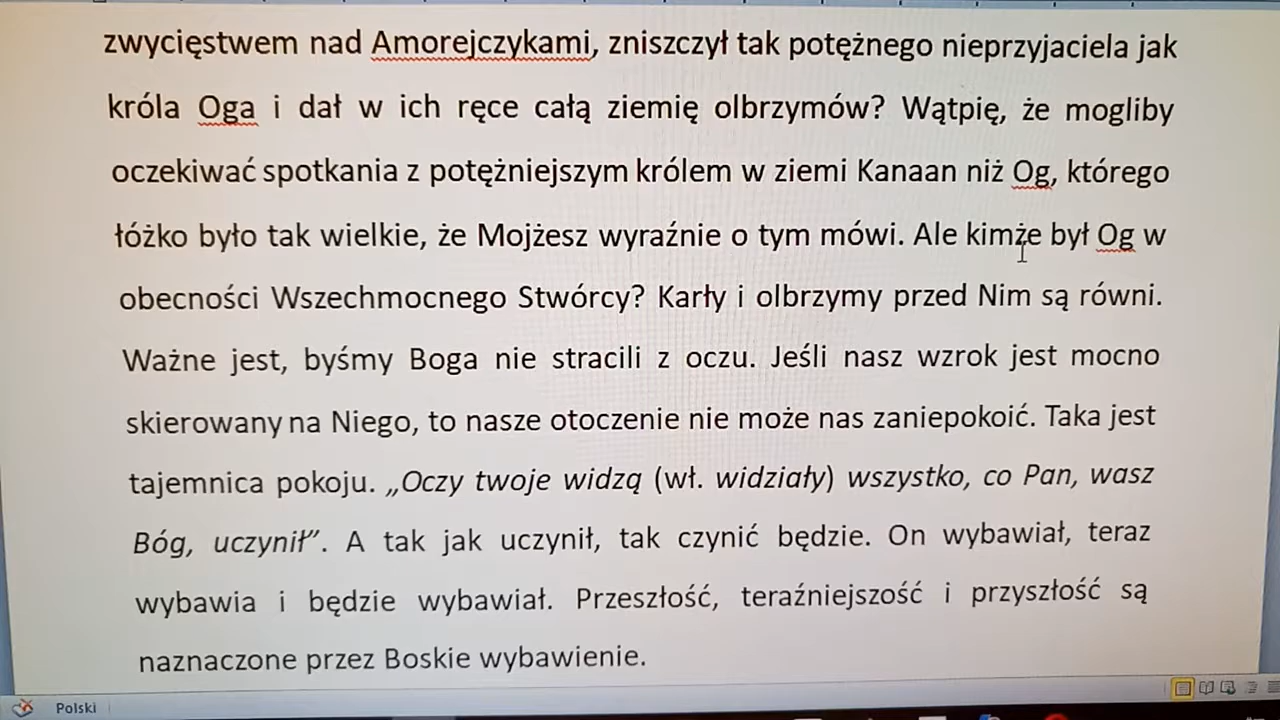 zwycięstwem nad Amorejczykami, zniszczył tak potężnego nieprzyjaciela jak
króla Oga i dał w ich ręce całą ziemię olbrzymów? Wątpię, że mogliby
oczekiwać spotkania z potężniejszym królem w ziemi Kanaan niż Og, którego
łóżko było tak wielkie, że Mojżesz wyraźnie o tym mówi. Ale kimże był Og w
obecności Wszechmocnego Stwórcy? Karły i olbrzymy przed Nim są równi.
Ważne jest, byśmy Boga nie stracili z oczu. Jeśli nasz wzrok jest mocno
skierowany na Niego, to nasze otoczenie nie może nas zaniepokoić. Taka jest
tajemnica pokoju. „Oczy twoje widzą (wł. widziały) wszystko, co Pan, wasz
Bóg, uczynił”. A tak jak uczynił, tak czynić będzie. On wybawiał, teraz
wybawia i będzie wybawiał. Przeszłość, teraźniejszość i przyszłość są
naznaczone przez Boskie wybawienie.
Polski